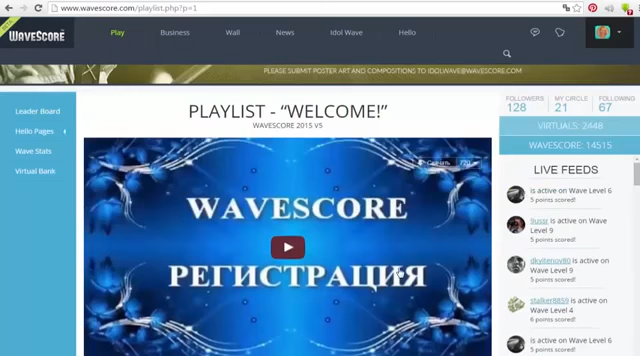 www.wavescore.com/playlist.php?p=1
WAVESCORE
Play
Business
Wall
News
Idol Wave
Hello
PLEASE SUBMIT POSTER ART AND COMPOSITIONS TO IDOLWAVE@WAVESCORE.COM
Leader Board
Hello Pages
Wave Stats
Virtual Bank
PLAYLIST - “WELCOME!”
WAVESCORE 2015 V5
Скачать
WAVESCORE
РЕГИСТРАЦИЯ
FOLLOWERS MY CIRCLE FOLLOWING
128 21 67
VIRTUALS: 2448
WAVESCORE: 14515
LIVE FEEDS
is active on Wave Level 6
5 points scored!
is active on Wave
Level 9
5 points scored!
dkyitenov80 is active on
Wave Level 9
5 points scored!
stalker8859 is active on
Wave Level 4
6 points scored!
is active on Wave Level 6
5 points scored!